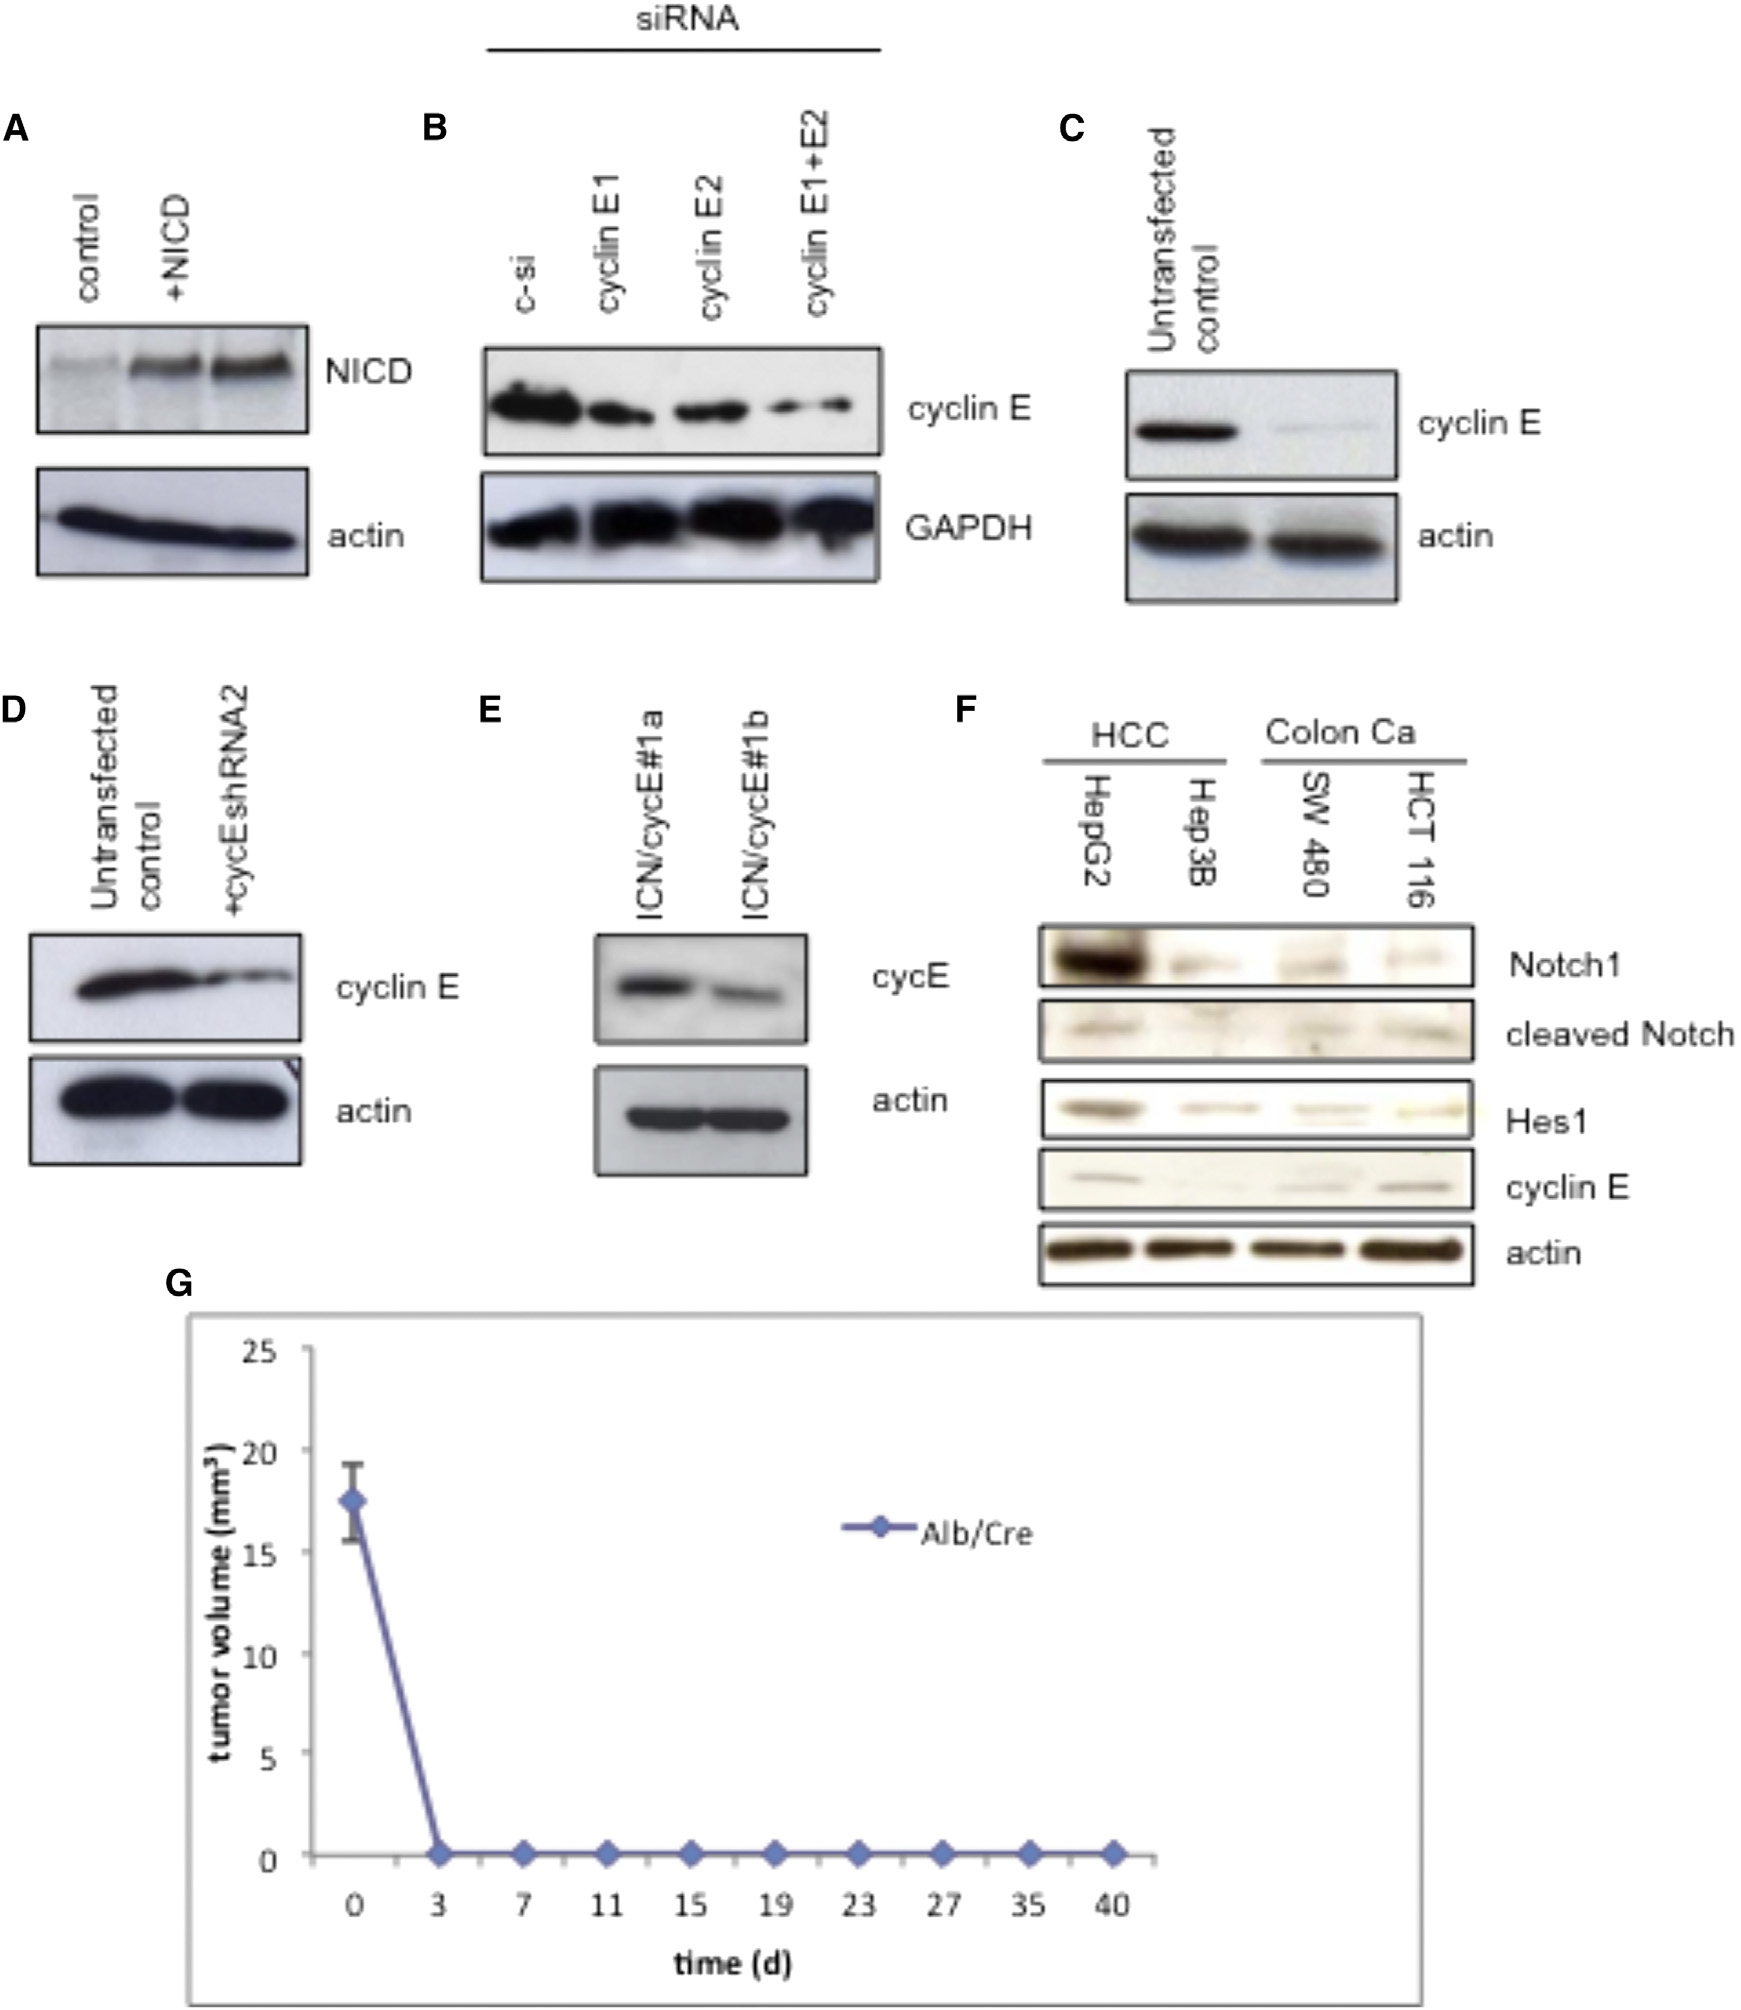 siRNA
A
control
+NICD
NICD
actin
B
c-si
cyclin E1
cyclin E2
cyclin E1+E2
cyclin E
GAPDH
C
Untransfected
control
cyclin E
actin
D
Untransfected
control
+cycEshRNA2
cyclin E
actin
E
ICN/cycE#1a
ICN/cycE#1b
cycE
actin
F
HCC
Colon Ca
HepG2
Hep3B
SW 480
HCT 116
Notch1
cleaved Notch
Hes1
cyclin E
actin
G
tumor volume (mm³)
25
20
15
10
5
0
Alb/Cre
0 3 7 11 15 19 23 27 35 40
time (d)